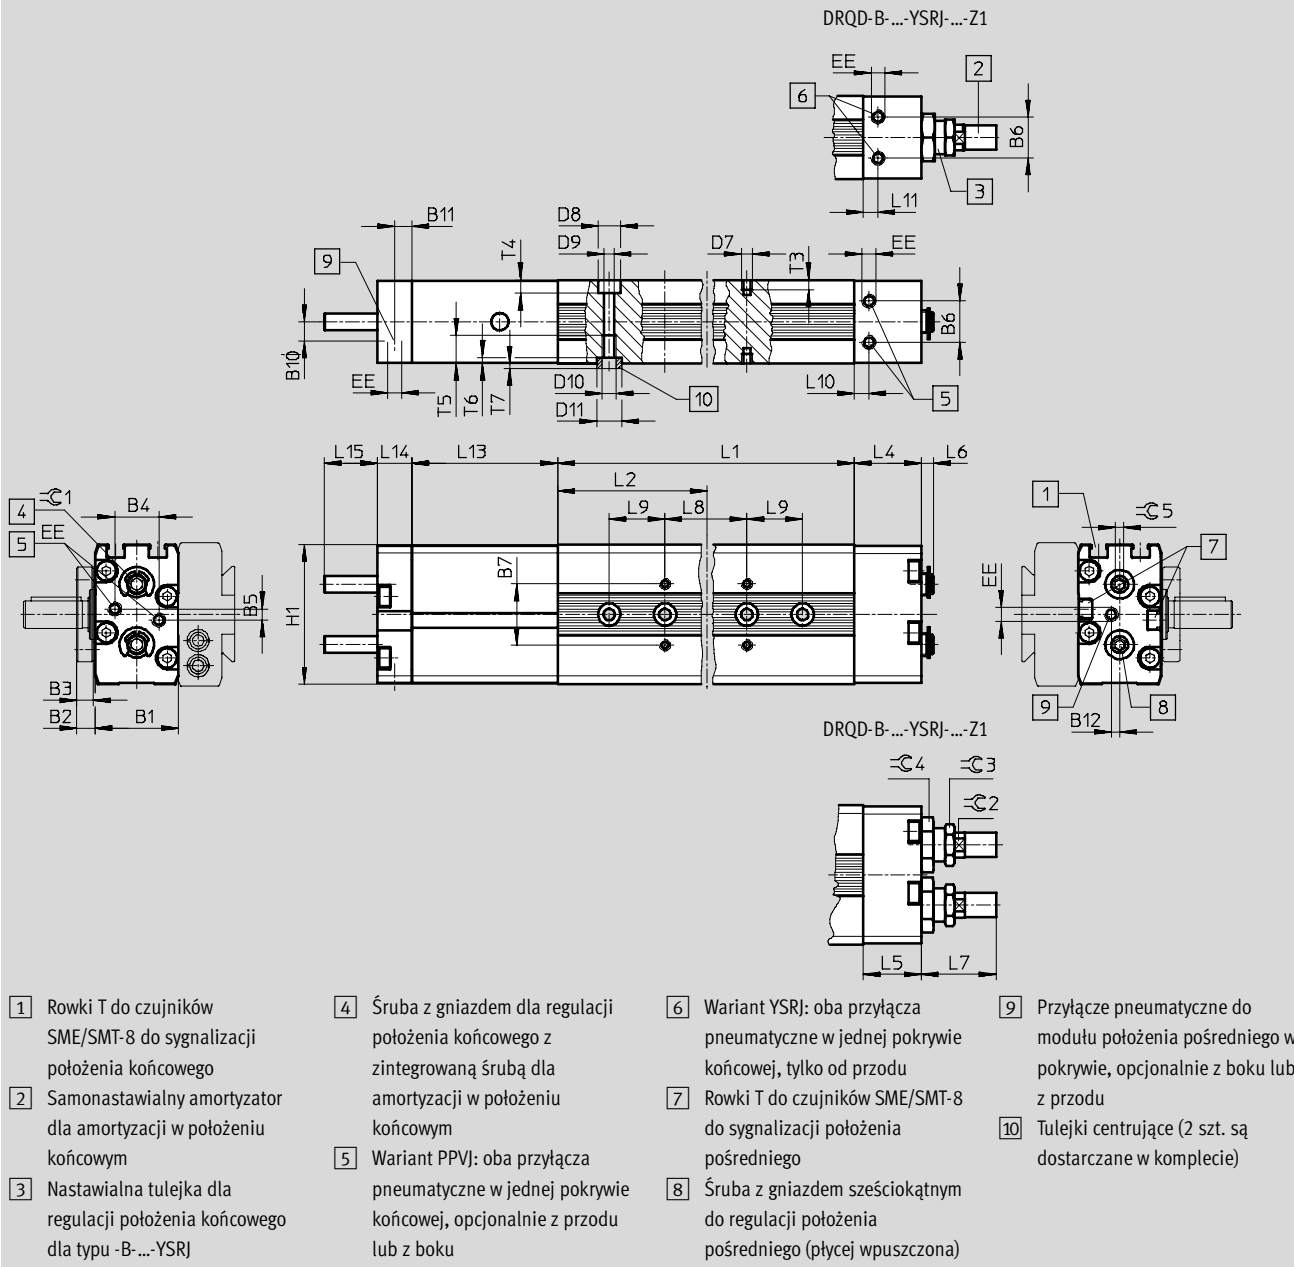 DRQD-B-...-YSRJ-...-Z1
EE
2
6
B6
3
L11
B11
D8
D9
T4
D7
T3
EE
9
B6
B10
EE
T5
T6
T7
D10
D11
10
L10
5
L15
L14
L13
L1
L4
L6
L2
L9
L8
L9
4
1
B4
5
EE
B5
B3
B2
B1
H1
B7
1
5
7
EE
9
8
B12
DRQD-B-...-YSRJ-...-Z1
4
3
2
L5
L7
1 Rowki T do czujników
SME/SMT-8 do sygnalizacji
położenia końcowego
2 Samonastawialny amortyzator
dla amortyzacji w położeniu
końcowym
3 Nastawialna tulejka dla
regulacji położenia końcowego
dla typu -B-...-YSRJ
4 Śruba z gniazdem dla regulacji
położenia końcowego z
zintegrowaną śrubą dla
amortyzacji w położeniu
końcowym
5 Wariant PPVJ: oba przyłącza
pneumatyczne w jednej pokrywie
końcowej, opcjonalnie z przodu
lub z boku
6 Wariant YSRJ: oba przyłącza
pneumatyczne w jednej pokrywie
końcowej, tylko od przodu
7 Rowki T do czujników SME/SMT-8
do sygnalizacji położenia
pośredniego
8 Śruba z gniazdem sześciokątnym
do regulacji położenia
pośredniego (płycej wpuszczona)
9 Przyłącze pneumatyczne do
modułu położenia pośredniego w
pokrywie, opcjonalnie z boku lub
z przodu
10 Tulejki centrujące (2 szt. są
dostarczane w komplecie)